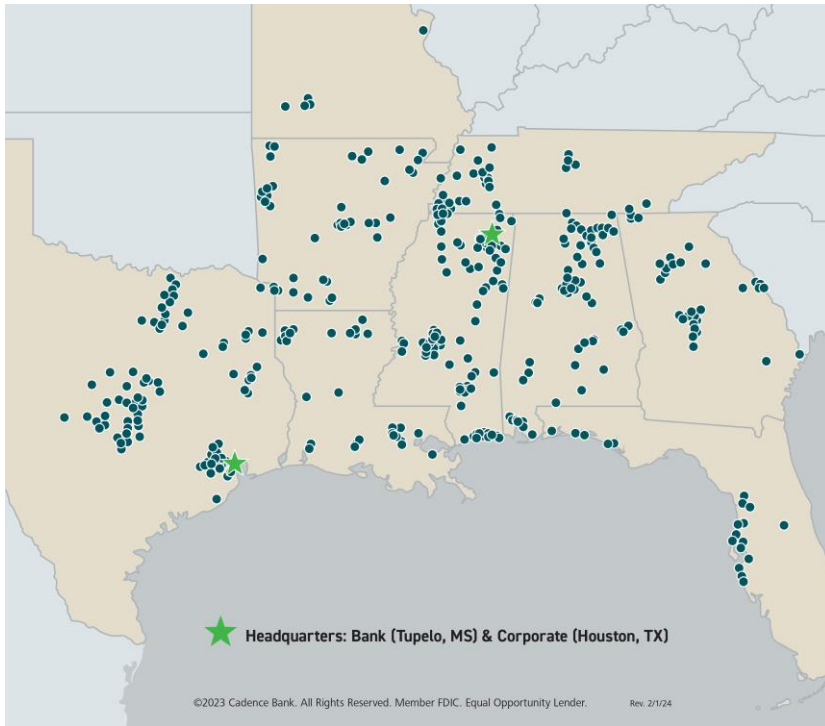 Headquarters: Bank (Tupelo, MS) & Corporate (Houston, TX)
©2023 Cadence Bank. All Rights Reserved. Member FDIC. Equal Opportunity Lender. Rev. 2/1/24